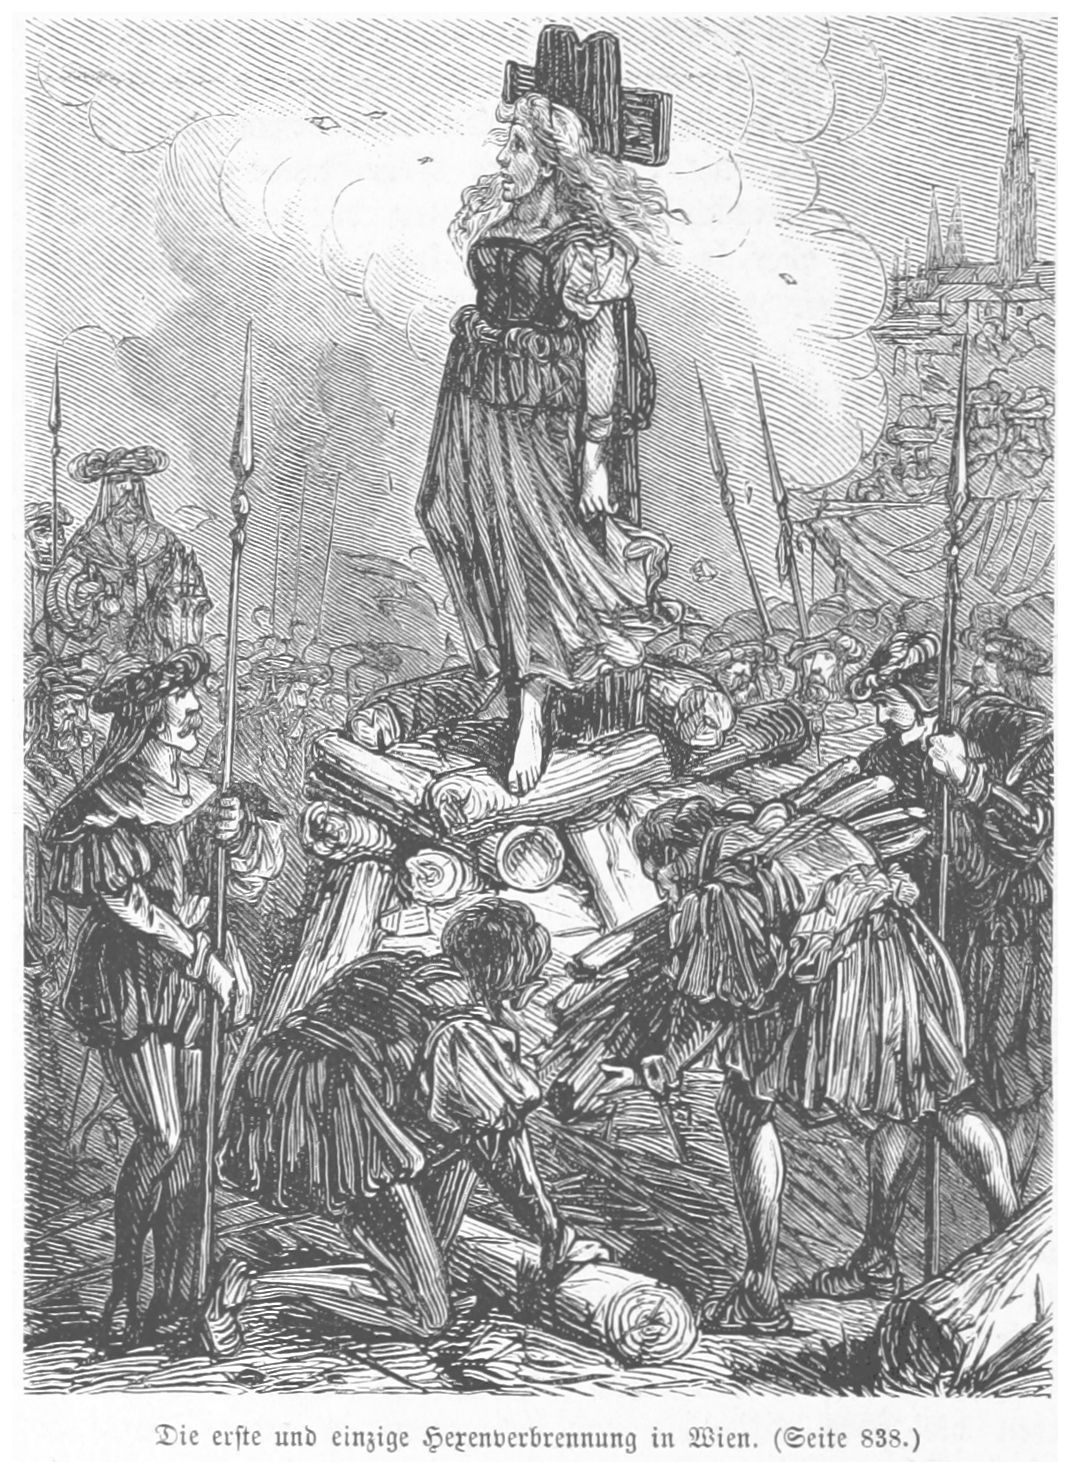 Die erste und einzige Hexenverbrennung in Wien. (Seite 838.)